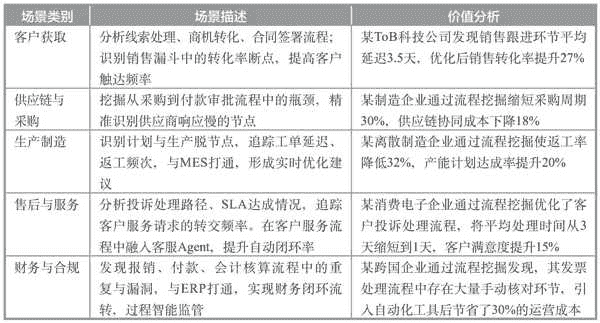 场景类别 场景描述 价值分析
客户获取 分析线索处理、商机转化、合同签署流程； 某ToB科技公司发现销售跟进环节平均
识别销售漏斗中的转化率断点，提高客户 延迟3.5天，优化后销售转化率提升27%
触达频率
供应链与 挖掘从采购到付款审批流程中的瓶颈，精 某制造企业通过流程挖掘缩短采购周期
采购 准识别供应商响应慢的节点 30%，供应链协同成本下降18%
生产制造 识别计划与生产脱节点，追踪工单延迟、 某离散制造企业通过流程挖掘使返工率
返工频次，与MES打通，形成实时优化建 降低32%，产能计划达成率提升20%
议
售后与服务 分析投诉处理路径、SLA达成情况，追踪 某消费电子企业通过流程挖掘优化了客
客户服务请求的转交频率。在客户服务流 户投诉处理流程，将平均处理时间从3
程中融入客服Agent，提升自动闭环率 天缩短到1天，客户满意度提升15%
财务与合规 发现报销、付款、会计核算流程中的重 某跨国企业通过流程挖掘发现，其发票
复与漏洞，与ERP打通，实现财务闭环流 处理流程中存在大量手动核对环节，引
转，过程智能监管 入自动化工具后节省了30%的运营成本